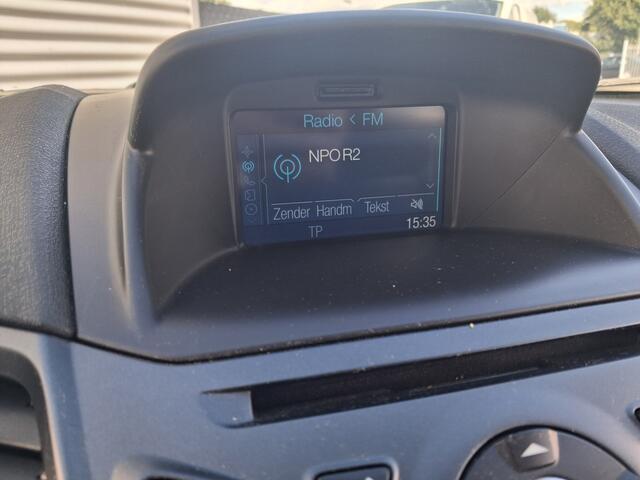 Radio < FM
NPO R2
Zender Handm Tekst
TP 15:35